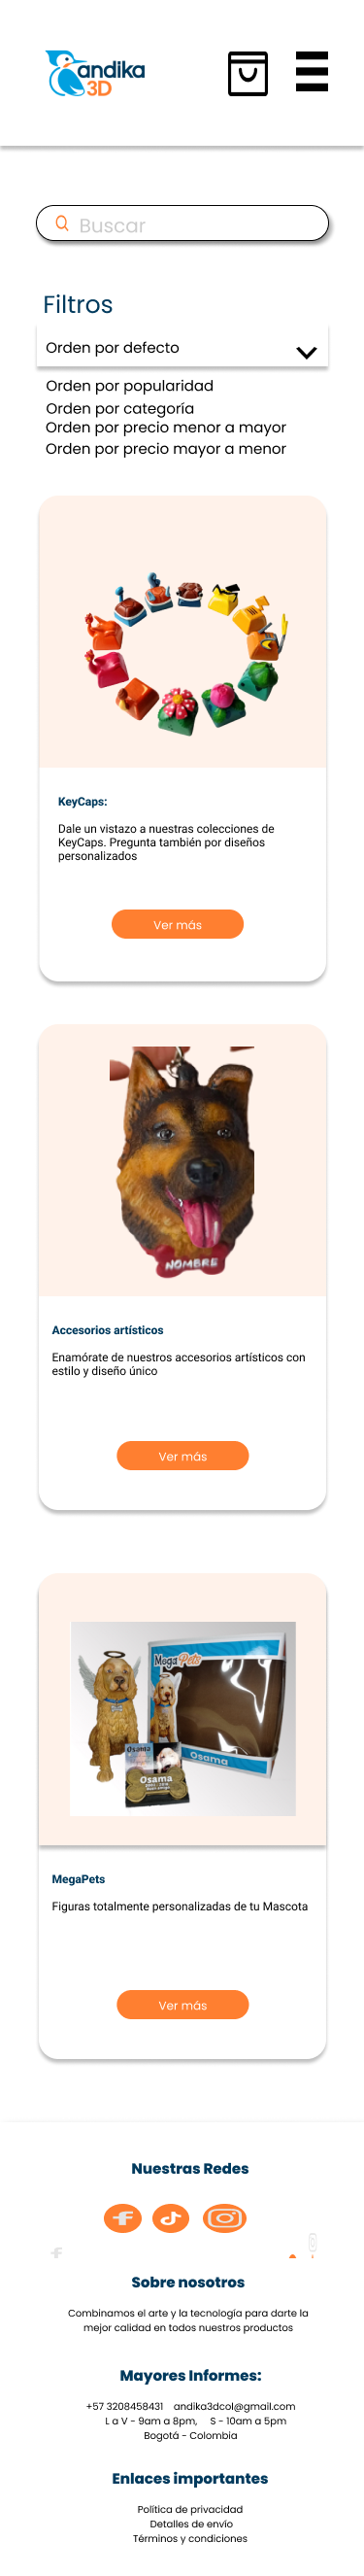 andika
3D
Buscar
Filtros
Orden por defecto
Orden por popularidad
Orden por categoría
Orden por precio menor a mayor
Orden por precio mayor a menor
KeyCaps:
Dale un vistazo a nuestras colecciones de
KeyCaps. Pregunta también por diseños
personalizados
Ver más
NOMBRE
Accesorios artísticos
Enamórate de nuestros accesorios artísticos con
estilo y diseño único
Ver más
MegaPets
Osama
Osama
Osama
MegaPets
Figuras totalmente personalizadas de tu Mascota
Ver más
Nuestras Redes
Sobre nosotros
Combinamos el arte y la tecnología para darte la
mejor calidad en todos nuestros productos
Mayores Informes:
+57 3208458431 andika3dcol@gmail.com
L a V - 9am a 8pm, S - 10am a 5pm
Bogotá - Colombia
Enlaces importantes
Política de privacidad
Detalles de envío
Términos y condiciones